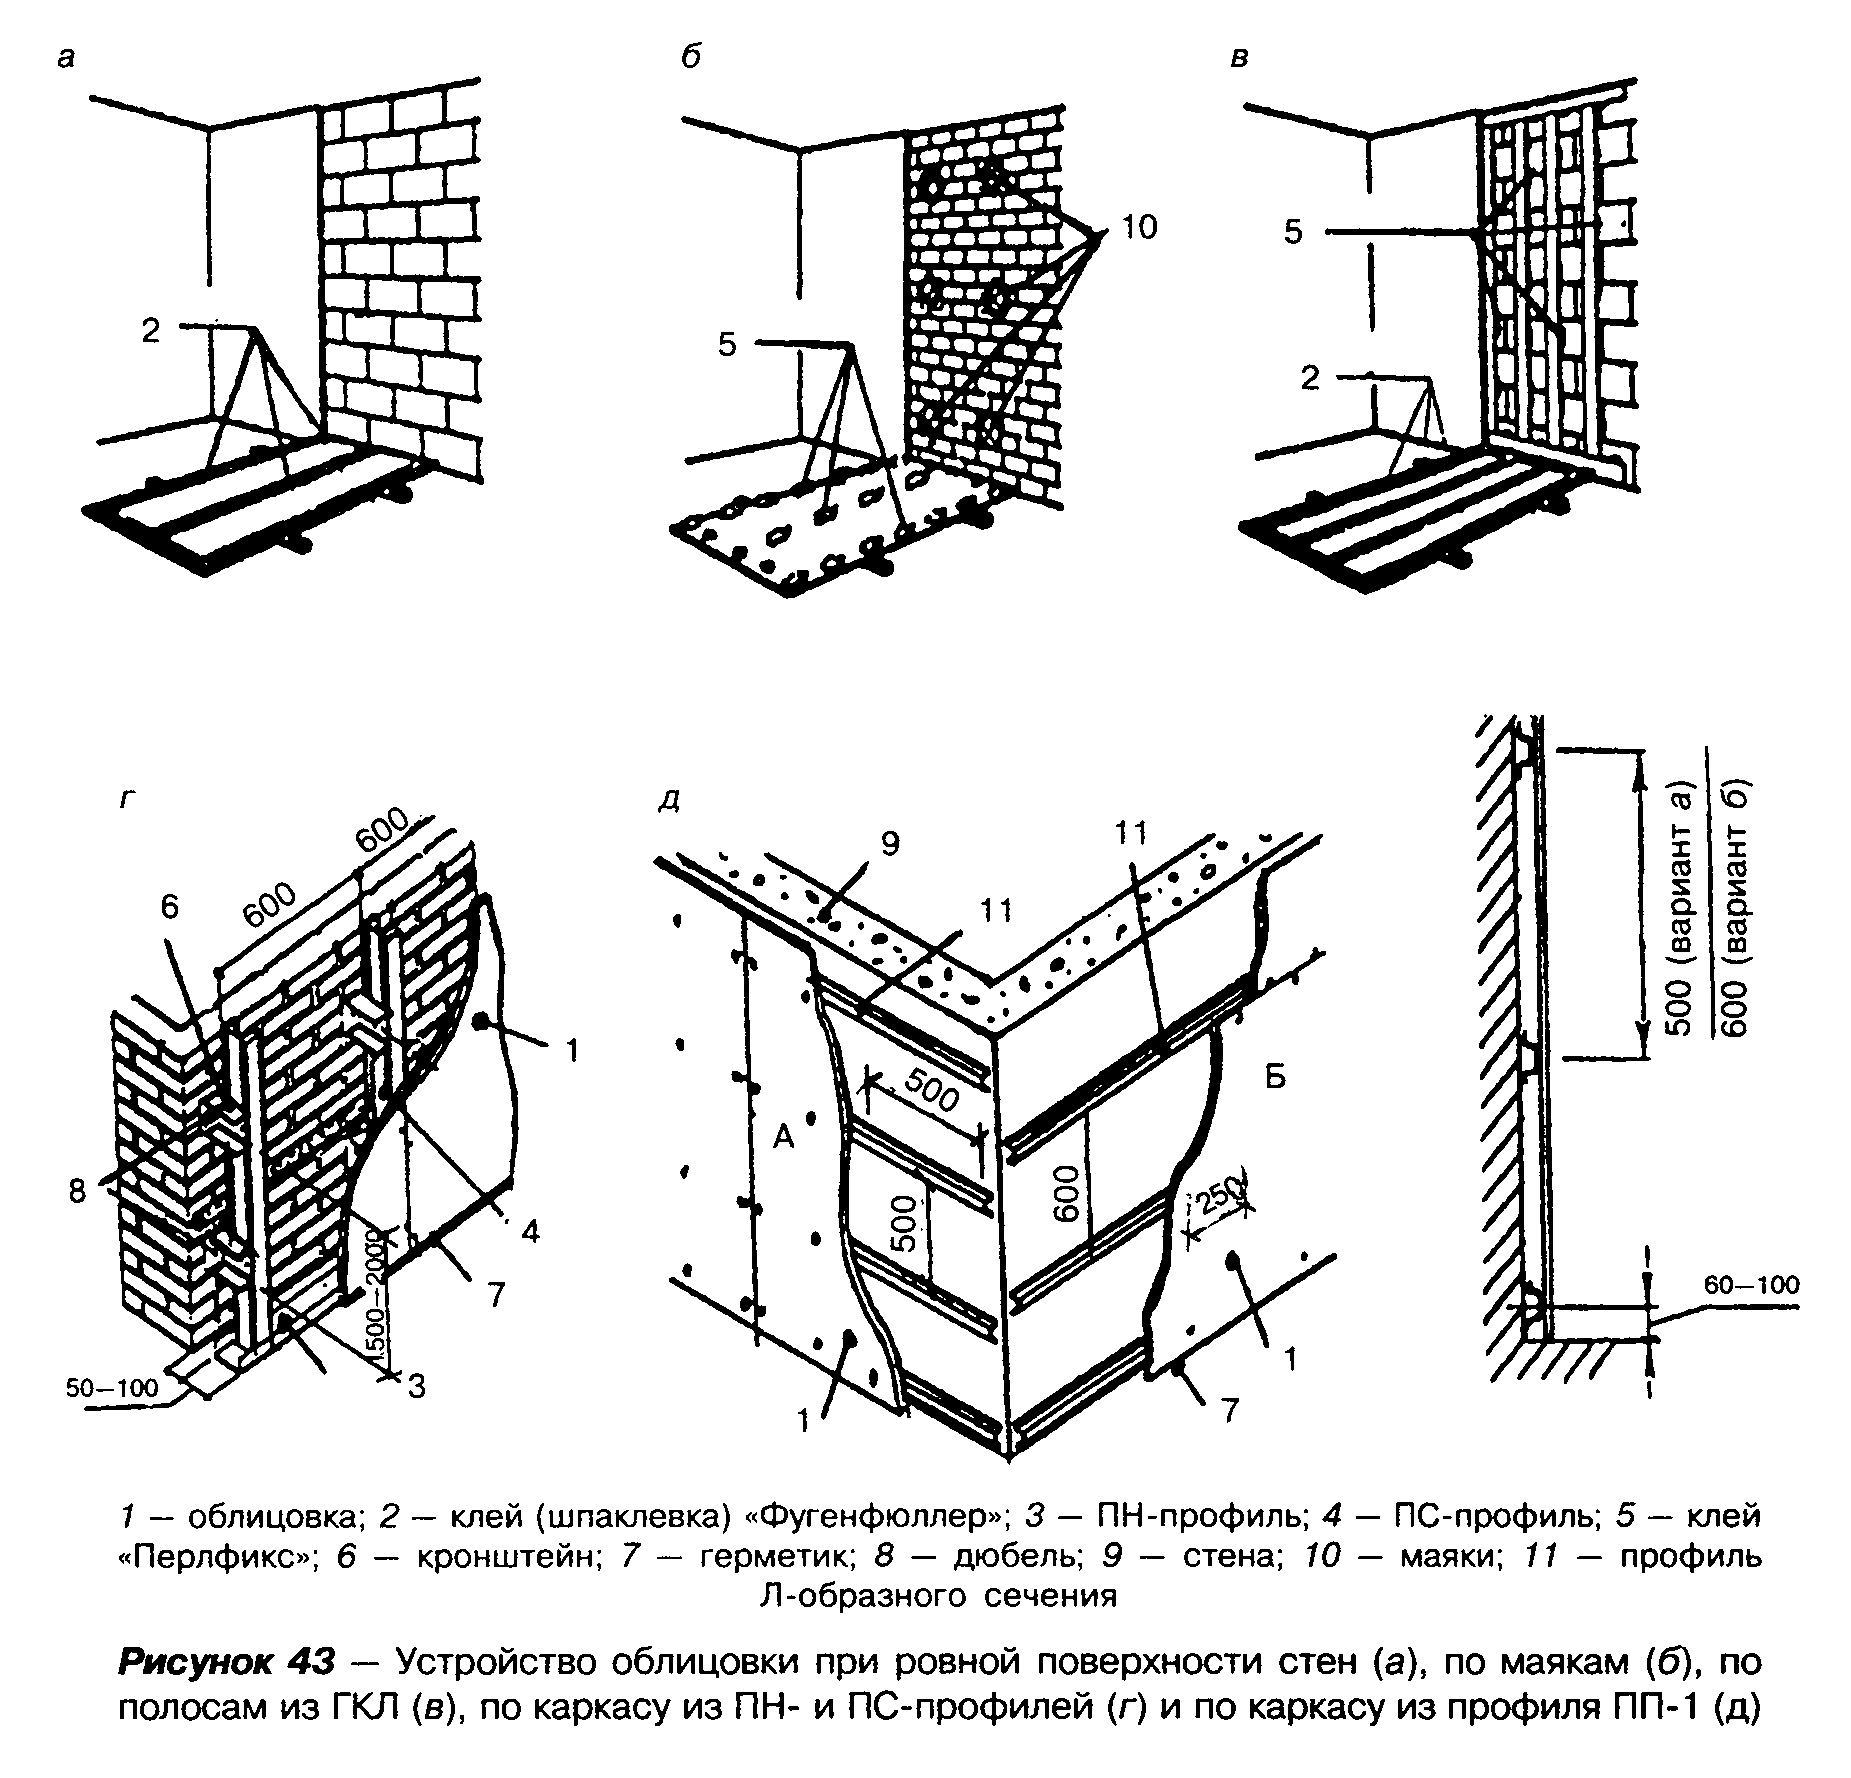 а
б
в
2
5
10
5
2
г
д
600
600
6
1
8
4
7
1500–2000
3
50–100
9
11
11
А
500
500
600
Б
250
1
1
7
500 (вариант а)
600 (вариант б)
60–100
1 — облицовка; 2 — клей (шпаклевка) «Фугенфюллер»; 3 — ПН-профиль; 4 — ПС-профиль; 5 — клей
«Перлфикс»; 6 — кронштейн; 7 — герметик; 8 — дюбель; 9 — стена; 10 — маяки; 11 — профиль
Л-образного сечения
Рисунок 43 — Устройство облицовки при ровной поверхности стен (а), по маякам (б), по
полосам из ГКЛ (в), по каркасу из ПН- и ПС-профилей (г) и по каркасу из профиля ПП-1 (д)